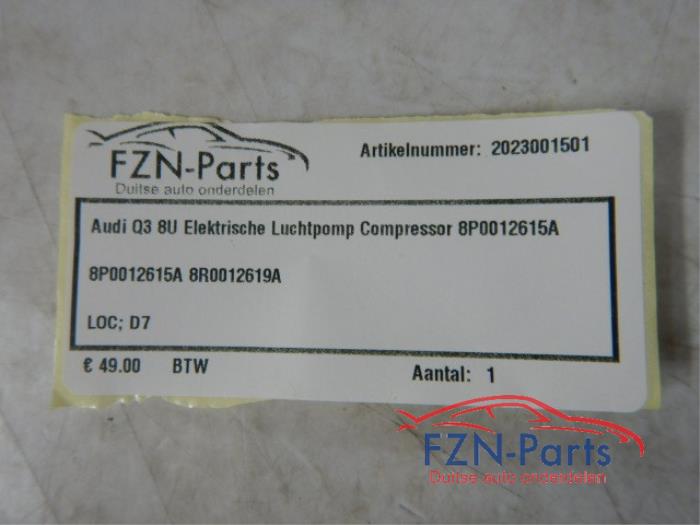 FZN-Parts
Duitse auto onderdelen
Artikelnummer: 2023001501
Audi Q3 8U Elektrische Luchtpomp Compressor 8P0012615A
8P0012615A 8R0012619A
LOC; D7
€ 49.00 BTW
Aantal: 1
FZN-Parts
Duitse auto onderdelen